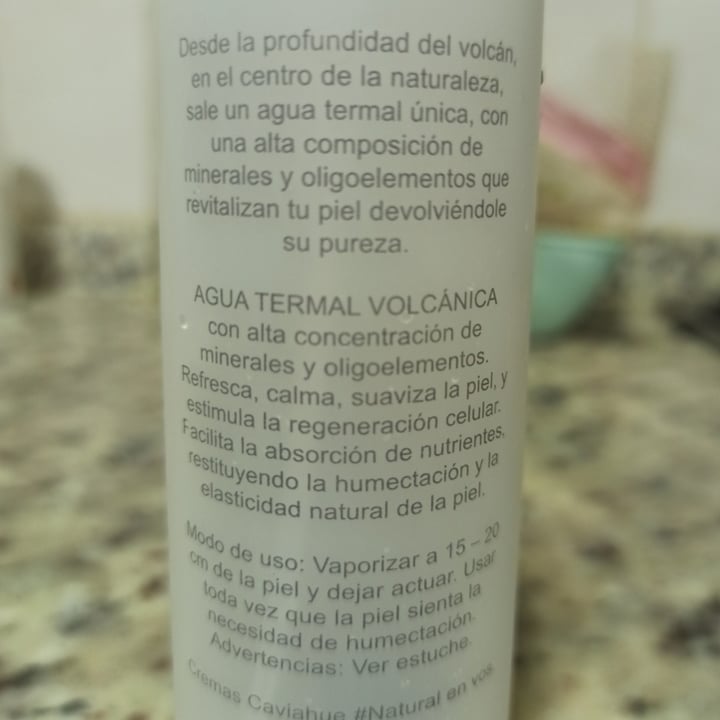 Desde la profundidad del volcán,
en el centro de la naturaleza,
sale un agua termal única, con
una alta composición de
minerales y oligoelementos que
revitalizan tu piel devolviéndole
su pureza.
AGUA TERMAL VOLCÁNICA
con alta concentración de
minerales y oligoelementos.
Refresca, calma, suaviza la piel, y
estimula la regeneración celular.
Facilita la absorción de nutrientes,
restituyendo la humectación y la
elasticidad natural de la piel.
Modo de uso: Vaporizar a 15 – 20
cm de la piel y dejar actuar. Usar
toda vez que la piel sienta la
necesidad de humectación.
Advertencias: Ver estuche.
Cremas Caviahue #Natural en vos